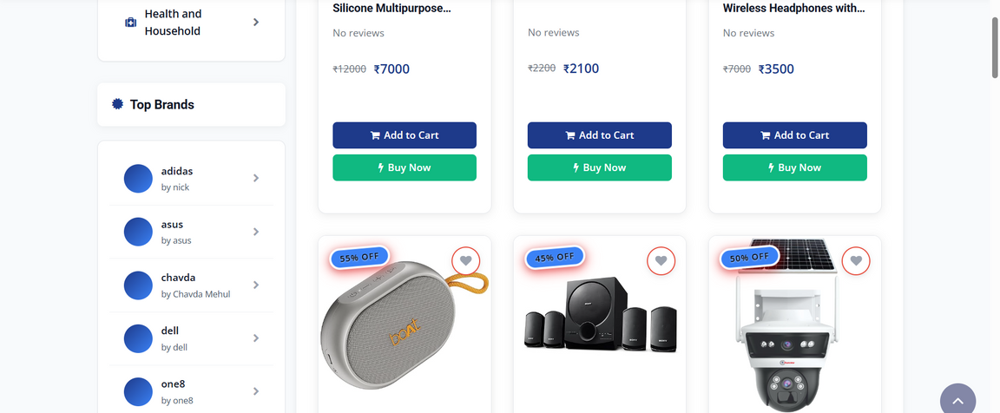 Health and
Household
Top Brands
adidas
by nick
asus
by asus
chavda
by Chavda Mehul
dell
by dell
one8
by one8
Silicone Multipurpose...
No reviews
₹12000 ₹7000
Add to Cart
Buy Now
No reviews
₹2200 ₹2100
Add to Cart
Buy Now
Wireless Headphones with...
No reviews
₹7000 ₹3500
Add to Cart
Buy Now
55% OFF
boAt
45% OFF
50% OFF